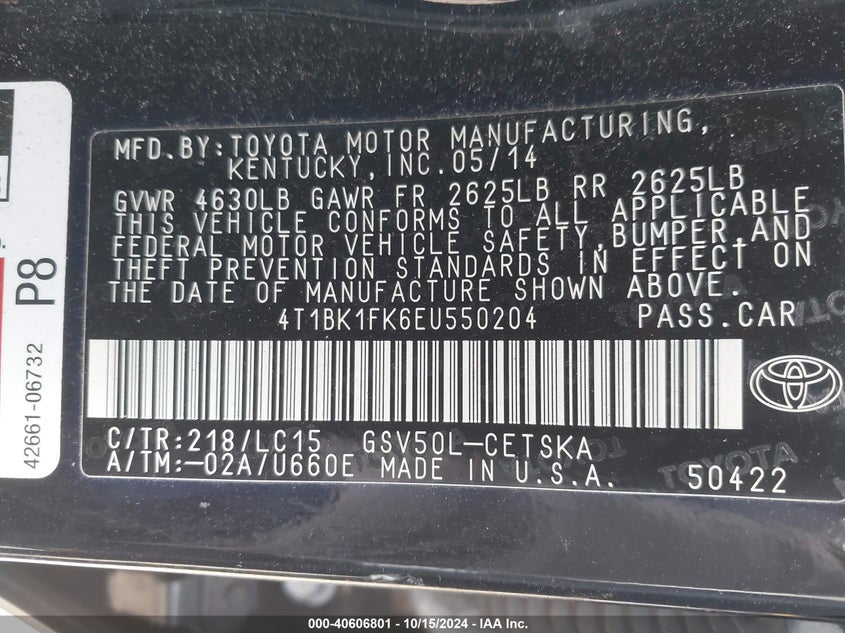 MFD.BY:TOYOTA MOTOR MANUFACTURING,
KENTUCKY,INC.05/14
GVWR 4630LB GAWR FR 2625LB RR 2625LB
THIS VEHICLE CONFORMS TO ALL APPLICABLE
FEDERAL MOTOR VEHICLE SAFETY,BUMPER,AND
THEFT PREVENTION STANDARDS IN EFFECT ON
THE DATE OF MANUFACTURE SHOWN ABOVE.
4T1BK1FK6EU550204 PASS.CAR
C/TR:218/LC15 GSV50L-CETSKA
A/TM:-02A/U660E MADE IN U.S.A. 50422
TOYOTA
42661-06732 P8
000-40606801 - 10/15/2024 - IAA Inc.